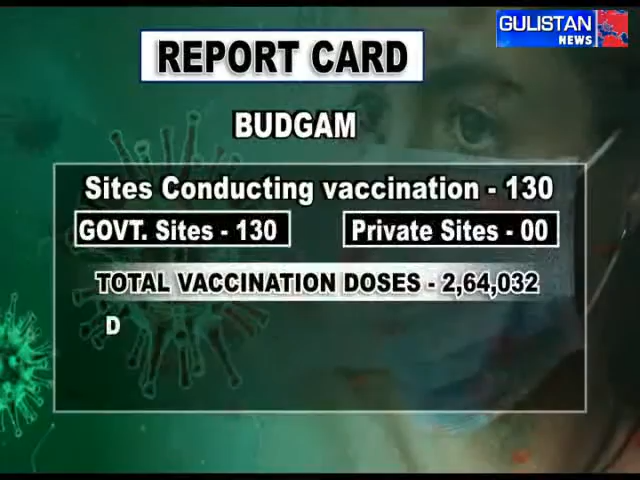 GULISTAN
NEWS
REPORT CARD
BUDGAM
Sites Conducting vaccination - 130
GOVT. Sites - 130
Private Sites - 00
TOTAL VACCINATION DOSES - 2,64,032
D